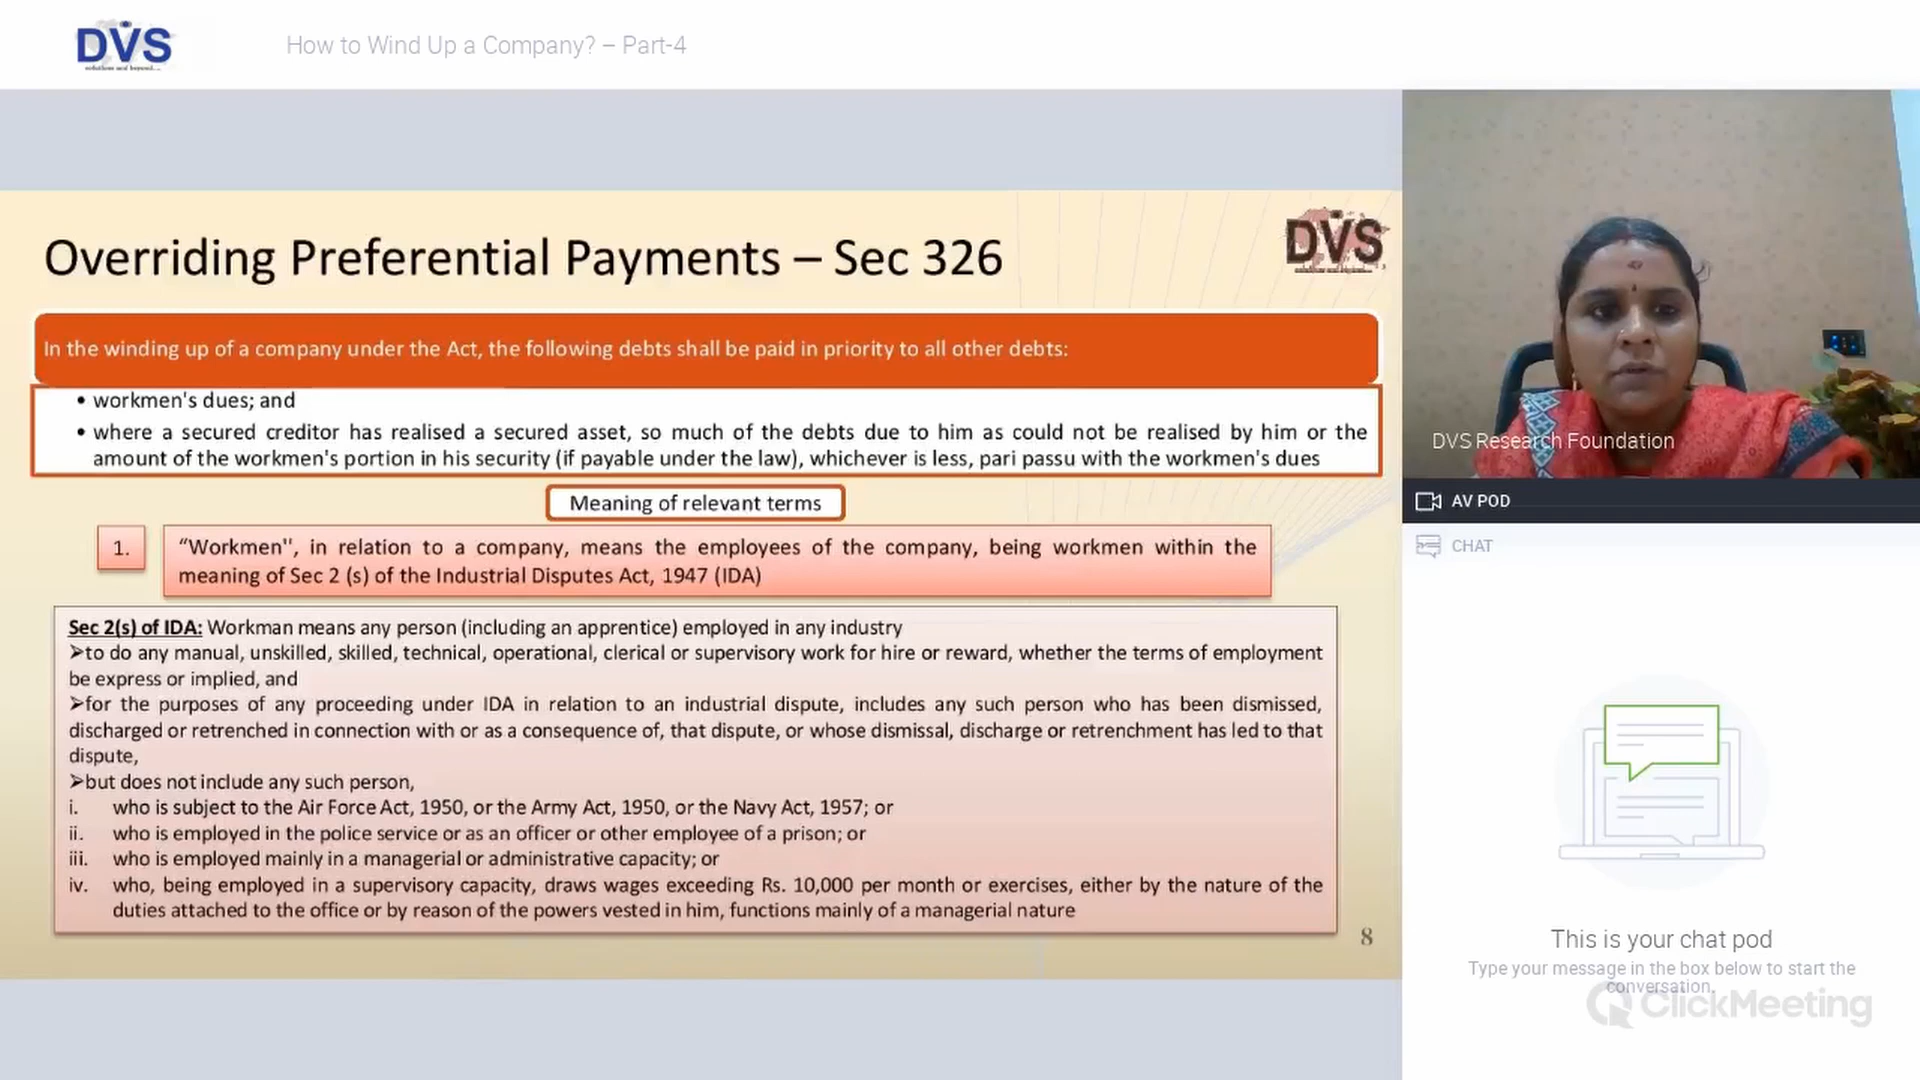 DVS
solutions and beyond...
How to Wind Up a Company? – Part-4
Overriding Preferential Payments – Sec 326
DVS
In the winding up of a company under the Act, the following debts shall be paid in priority to all other debts:
• workmen's dues; and
• where a secured creditor has realised a secured asset, so much of the debts due to him as could not be realised by him or the
amount of the workmen's portion in his security (if payable under the law), whichever is less, pari passu with the workmen's dues
Meaning of relevant terms
1.
“Workmen", in relation to a company, means the employees of the company, being workmen within the
meaning of Sec 2 (s) of the Industrial Disputes Act, 1947 (IDA)
Sec 2(s) of IDA: Workman means any person (including an apprentice) employed in any industry
➢to do any manual, unskilled, skilled, technical, operational, clerical or supervisory work for hire or reward, whether the terms of employment
be express or implied, and
➢for the purposes of any proceeding under IDA in relation to an industrial dispute, includes any such person who has been dismissed,
discharged or retrenched in connection with or as a consequence of, that dispute, or whose dismissal, discharge or retrenchment has led to that
dispute,
➢but does not include any such person,
i. who is subject to the Air Force Act, 1950, or the Army Act, 1950, or the Navy Act, 1957; or
ii. who is employed in the police service or as an officer or other employee of a prison; or
iii. who is employed mainly in a managerial or administrative capacity; or
iv. who, being employed in a supervisory capacity, draws wages exceeding Rs. 10,000 per month or exercises, either by the nature of the
duties attached to the office or by reason of the powers vested in him, functions mainly of a managerial nature
8
DVS Research Foundation
AV POD
CHAT
This is your chat pod
Type your message in the box below to start the
conversation.
ClickMeeting